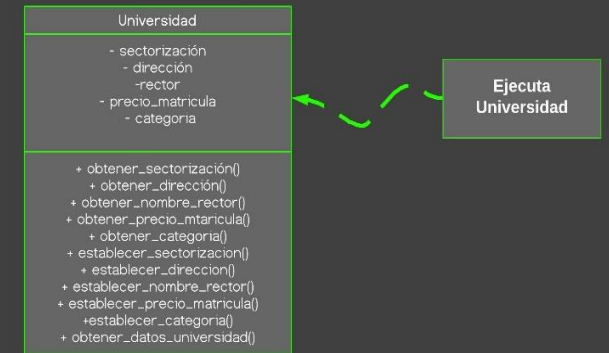 Universidad
- sectorización
- dirección
-rector
- precio_matricula
- categoria
+ obtener_sectorización()
+ obtener_dirección()
+ obtener_nombre_rector()
+ obtener_precio_mtaricula()
+ obtener_categoria()
+ establecer_sectorizacion()
+ establecer_direccion()
+ establecer_nombre_rector()
+ establecer_precio_matricula()
+establecer_categoria()
+ obtener_datos_universidad()
Ejecuta
Universidad